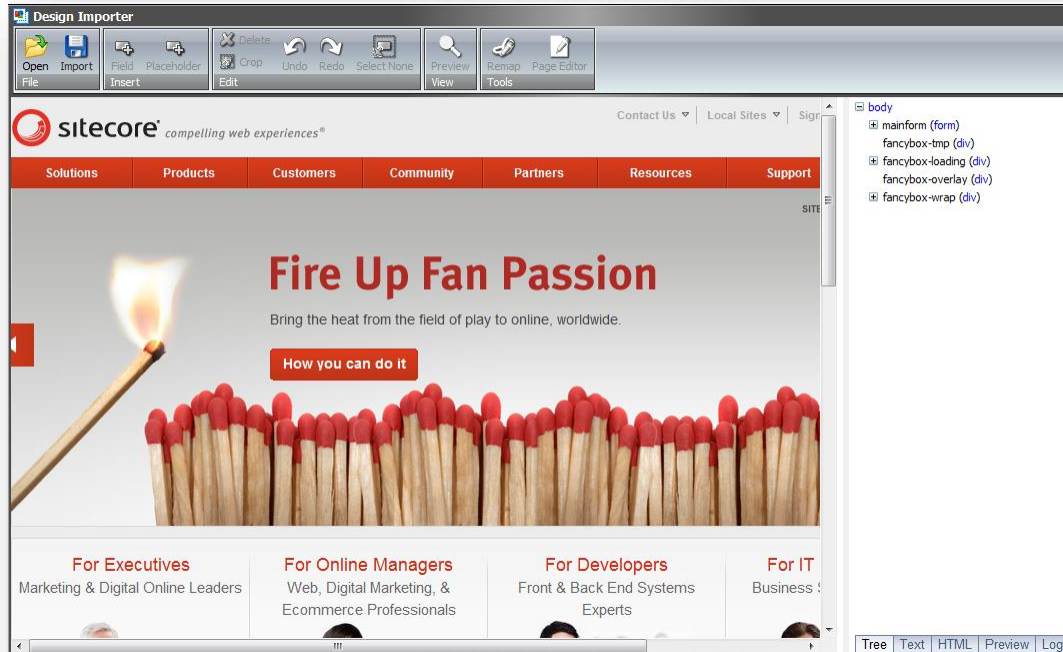 Design Importer
Open Import Field Placeholder Delete Crop Undo Redo Select None Preview Remap Page Editor
File Insert Edit View Tools
Contact Us Local Sites
sitecore® compelling web experiences®
Solutions Products Customers Community Partners Resources Support
SITE
Fire Up Fan Passion
Bring the heat from the field of play to online, worldwide.
How you can do it
For Executives
Marketing & Digital Online Leaders
For Online Managers
Web, Digital Marketing, &
Ecommerce Professionals
For Developers
Front & Back End Systems
Experts
For IT
Business
body
mainform (form)
fancybox-tmp (div)
fancybox-loading (div)
fancybox-overlay (div)
fancybox-wrap (div)
Tree Text HTML Preview Log